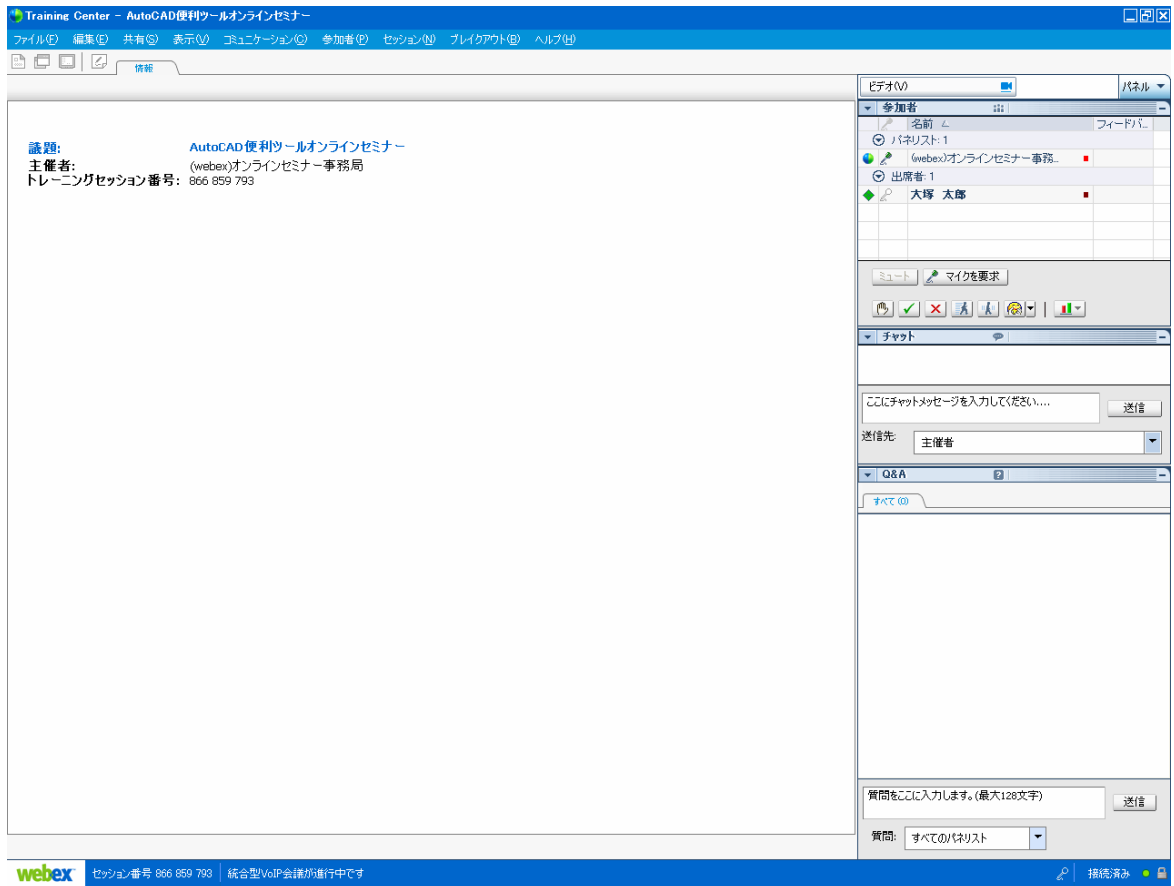 Training Center - AutoCAD便利ツールオンラインセミナー
ファイル(F) 編集(E) 共有(S) 表示(V) コミュニケーション(C) 参加者(P) セッション(N) ブレイクアウト(B) ヘルプ(H)
情報
議題: AutoCAD便利ツールオンラインセミナー
主催者: (webex)オンラインセミナー事務局
トレーニングセッション番号: 866 859 793
ビデオ(V) パネル
参加者
名前 フィードバ...
パネリスト: 1
(webex)オンラインセミナー事務...
出席者: 1
大塚 太郎
ミュート マイクを要求
チャット
ここにチャットメッセージを入力してください....
送信
送信先: 主催者
Q&A
すべて (0)
質問をここに入力します。(最大128文字)
送信
質問: すべてのパネリスト
webex セッション番号 866 859 793 統合型VoIP会議が進行中です 接続済み